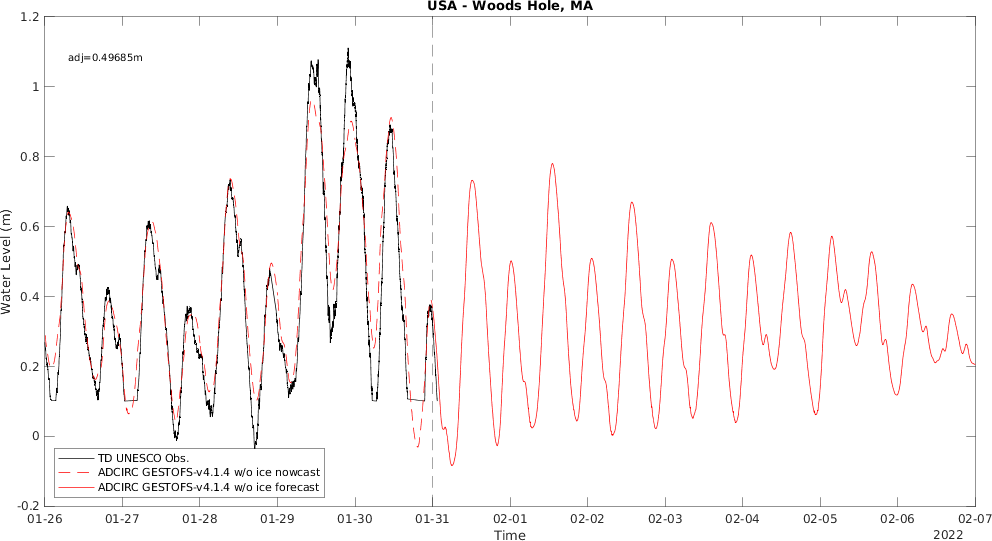 USA - Woods Hole, MA
1.2
adj=0.49685m
1
0.8
0.6
0.4
0.2
0
-0.2
Water Level (m)
TD UNESCO Obs.
ADCIRC GESTOFS-v4.1.4 w/o ice nowcast
ADCIRC GESTOFS-v4.1.4 w/o ice forecast
01-26 01-27 01-28 01-29 01-30 01-31 02-01 02-02 02-03 02-04 02-05 02-06 02-07
Time
2022